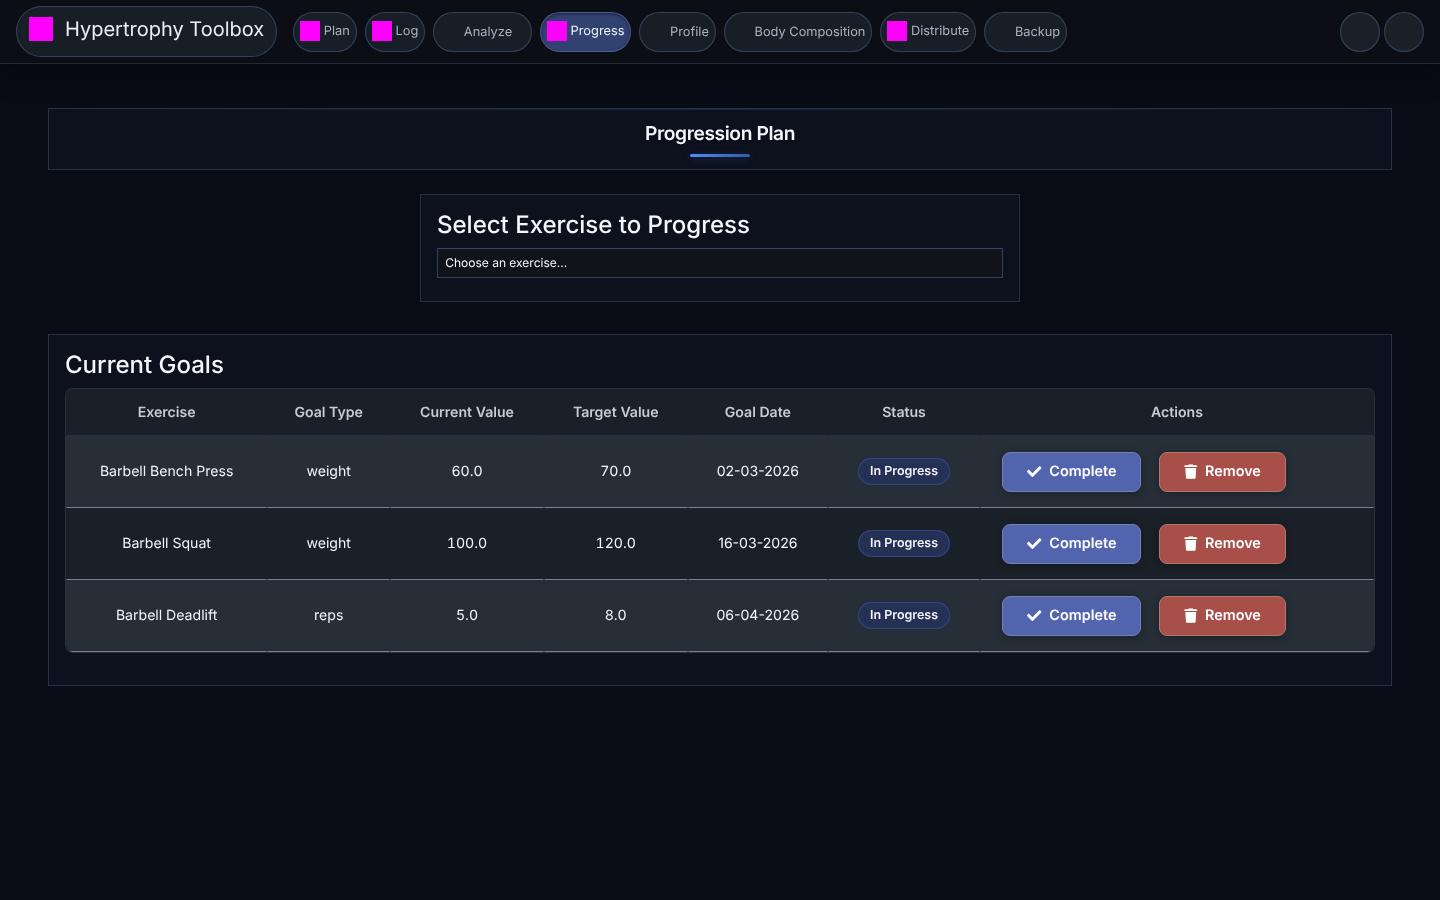 Hypertrophy Toolbox
Plan
Log
Analyze
Progress
Profile
Body Composition
Distribute
Backup
Progression Plan
Select Exercise to Progress
Choose an exercise...
Current Goals
Exercise Goal Type Current Value Target Value Goal Date Status Actions
Barbell Bench Press weight 60.0 70.0 02-03-2026 In Progress Complete Remove
Barbell Squat weight 100.0 120.0 16-03-2026 In Progress Complete Remove
Barbell Deadlift reps 5.0 8.0 06-04-2026 In Progress Complete Remove